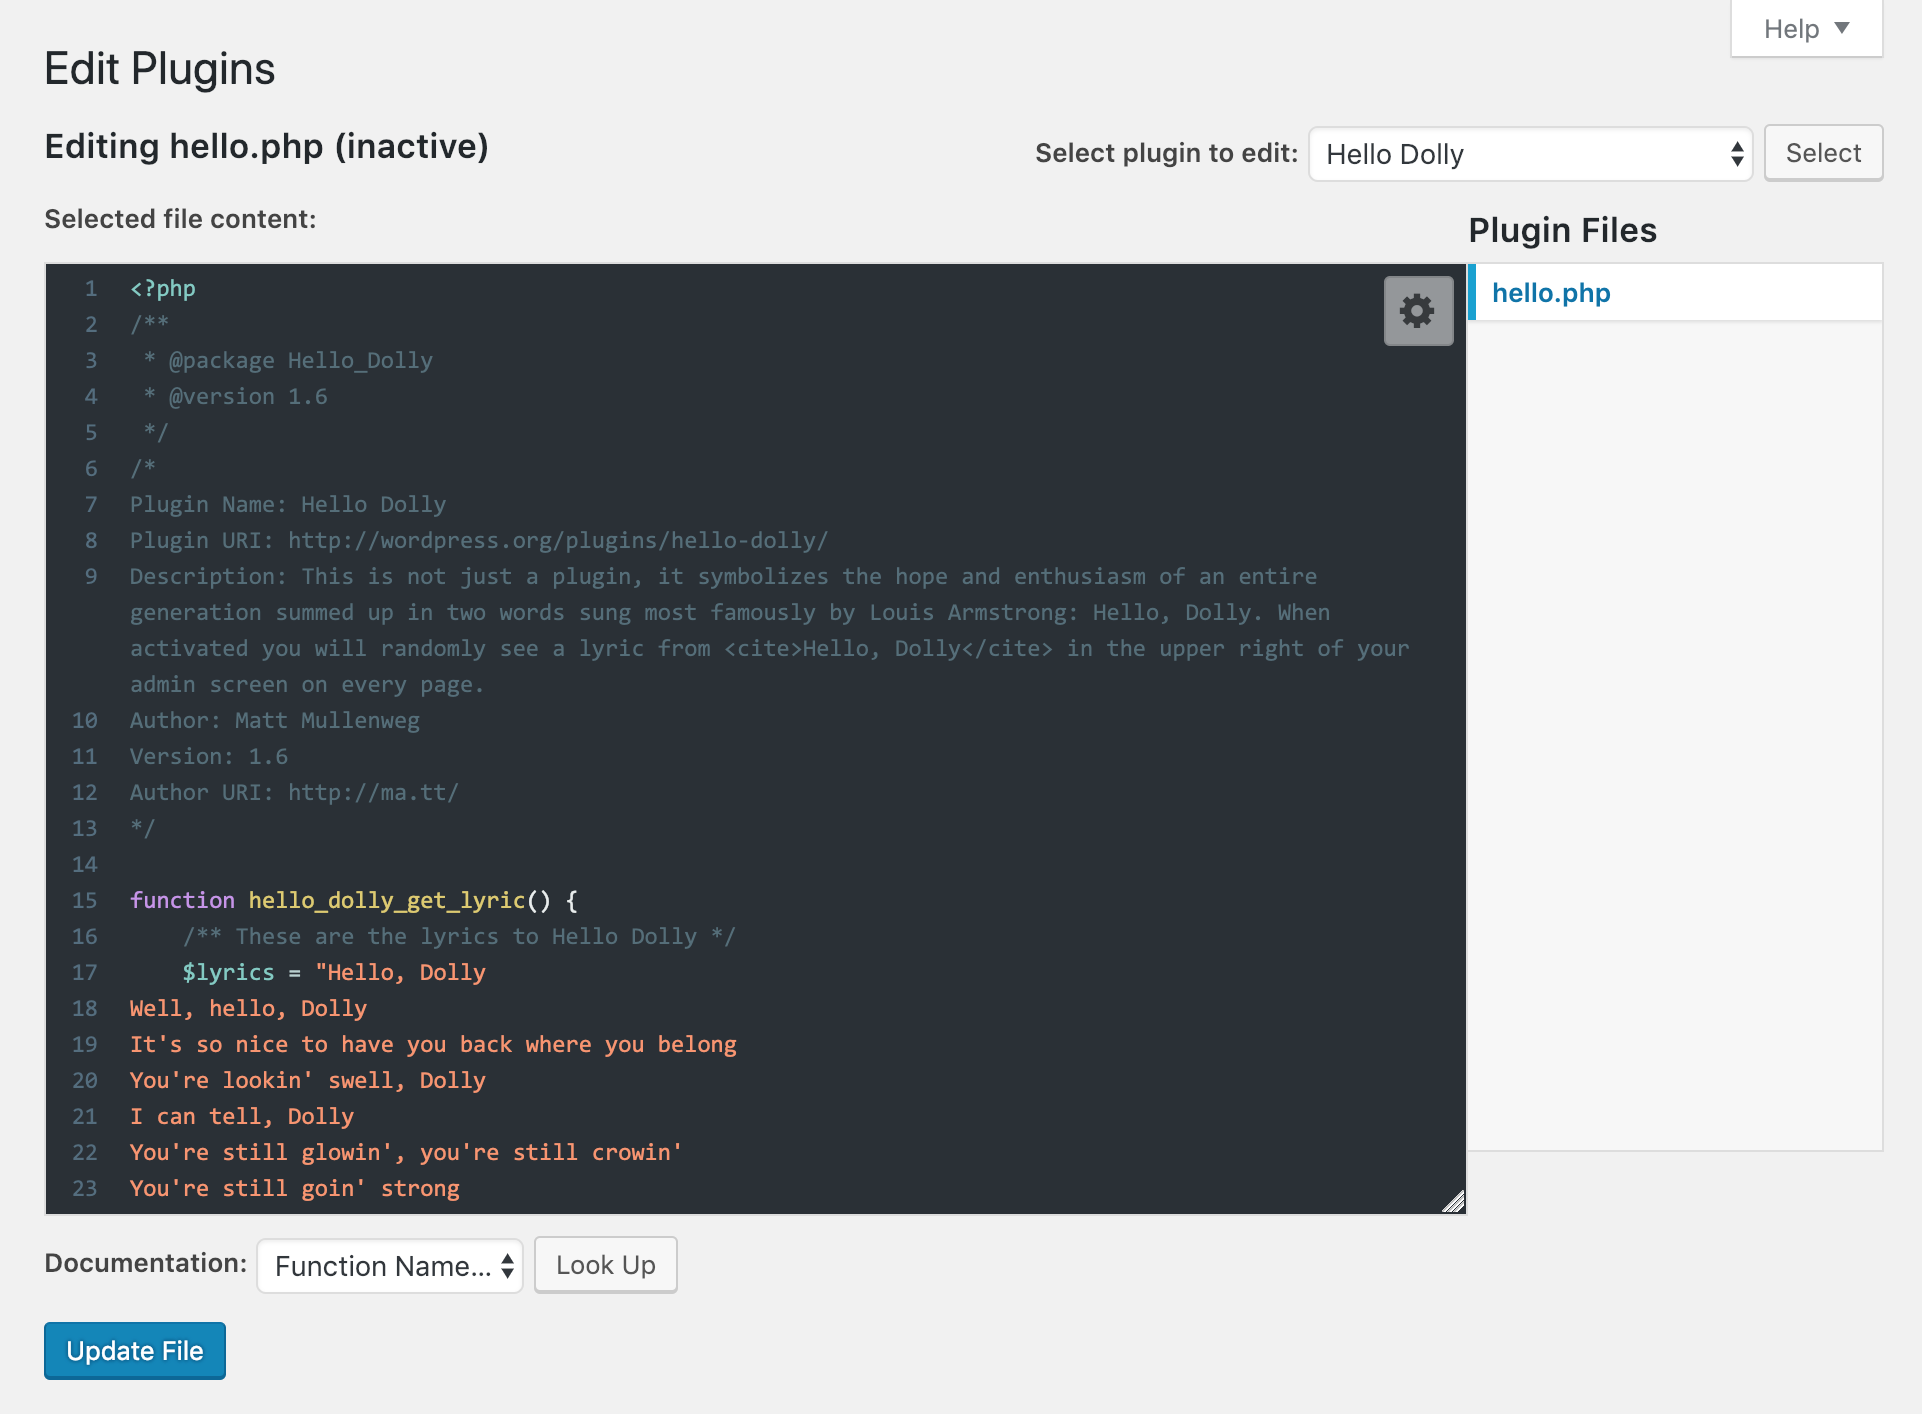 Help
Edit Plugins
Editing hello.php (inactive)
Select plugin to edit: Hello Dolly Select
Selected file content:
Plugin Files
hello.php
1 <?php
2 /**
3  * @package Hello_Dolly
4  * @version 1.6
5  */
6 /*
7 Plugin Name: Hello Dolly
8 Plugin URI: http://wordpress.org/plugins/hello-dolly/
9 Description: This is not just a plugin, it symbolizes the hope and enthusiasm of an entire
generation summed up in two words sung most famously by Louis Armstrong: Hello, Dolly. When
activated you will randomly see a lyric from <cite>Hello, Dolly</cite> in the upper right of your
admin screen on every page.
10 Author: Matt Mullenweg
11 Version: 1.6
12 Author URI: http://ma.tt/
13 */
14
15 function hello_dolly_get_lyric() {
16     /** These are the lyrics to Hello Dolly */
17     $lyrics = "Hello, Dolly
18 Well, hello, Dolly
19 It's so nice to have you back where you belong
20 You're lookin' swell, Dolly
21 I can tell, Dolly
22 You're still glowin', you're still crowin'
23 You're still goin' strong
Documentation: Function Name... Look Up
Update File